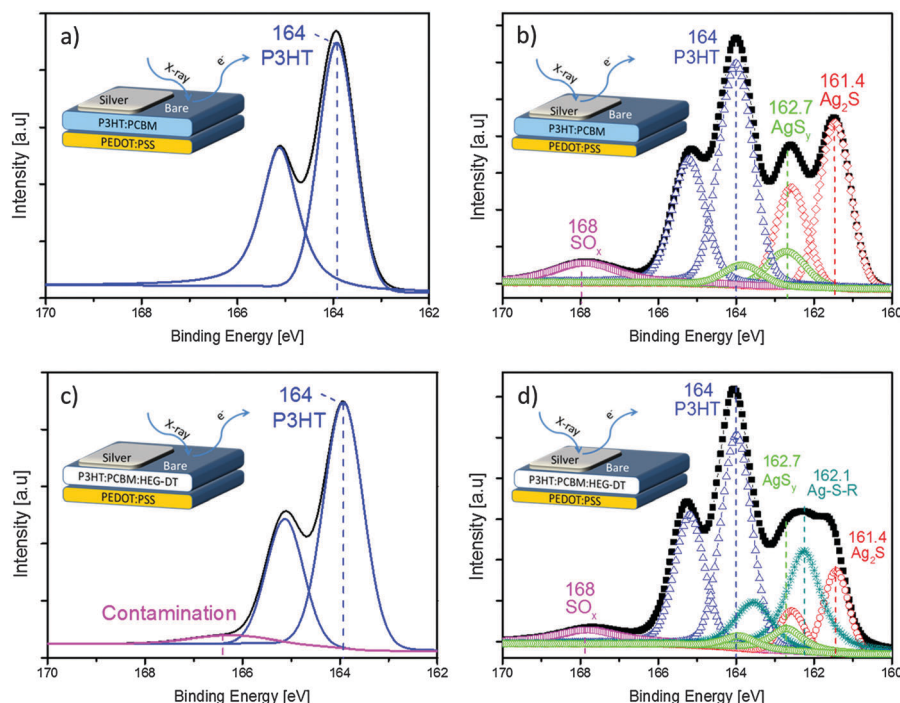 a)
164
P3HT
X-ray
e⁻
Silver
Bare
P3HT:PCBM
PEDOT:PSS
Intensity [a.u]
170 168 166 164 162
Binding Energy [eV]
b)
164
P3HT
161.4
Ag₂S
162.7
AgSᵧ
168
SOₓ
X-ray
e⁻
Silver
Bare
P3HT:PCBM
PEDOT:PSS
Intensity [a.u]
170 168 166 164 162 160
Binding Energy [eV]
c)
164
P3HT
X-ray
e⁻
Silver
Bare
P3HT:PCBM:HEG-DT
PEDOT:PSS
Contamination
Intensity [a.u]
170 168 166 164 162
Binding Energy [eV]
d)
164
P3HT
162.7
AgSᵧ
162.1
Ag-S-R
161.4
Ag₂S
168
SOₓ
X-ray
e⁻
Silver
Bare
P3HT:PCBM:HEG-DT
PEDOT:PSS
Intensity [a.u]
170 168 166 164 162 160
Binding Energy [eV]